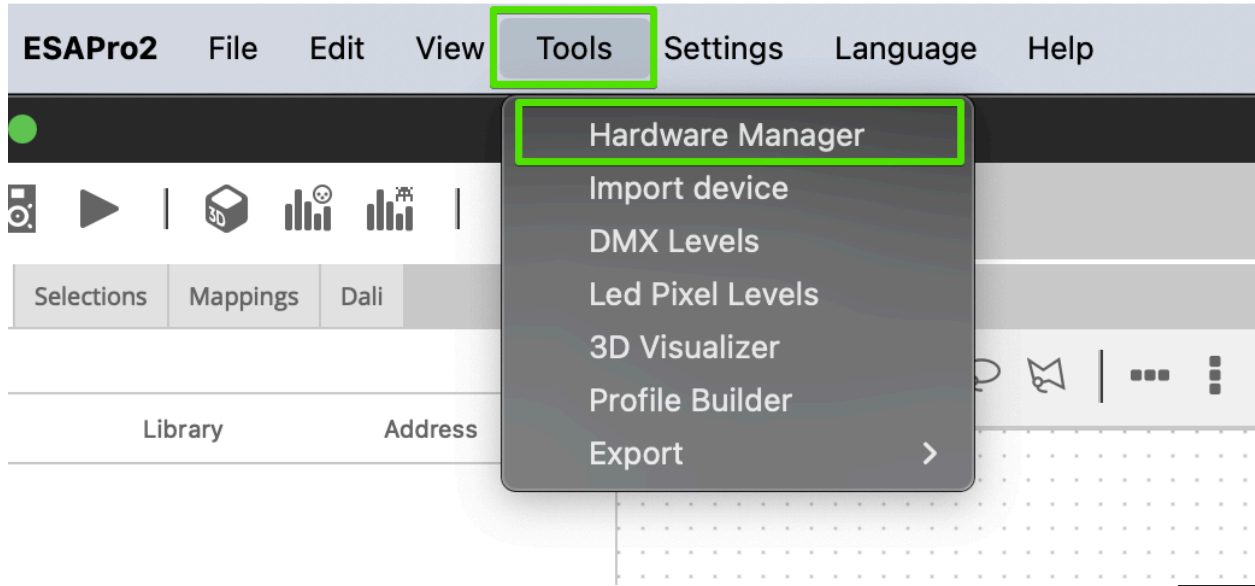 ESAPro2 File Edit View Tools Settings Language Help
Hardware Manager
Import device
DMX Levels
Led Pixel Levels
3D Visualizer
Profile Builder
Export
3D
Selections Mappings Dali
Library Address